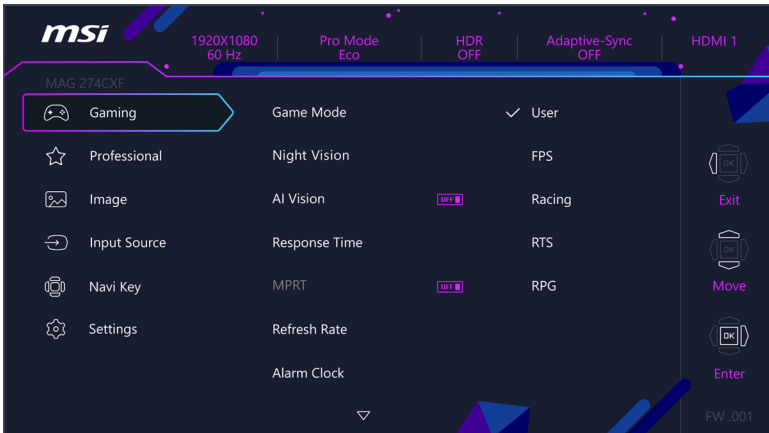 msi
1920X1080
60 Hz
Pro Mode
Eco
HDR
OFF
Adaptive-Sync
OFF
HDMI 1
MAG 274CXF
Gaming
Professional
Image
Input Source
Navi Key
Settings
Game Mode
Night Vision
AI Vision
OFF
Response Time
MPRT
OFF
Refresh Rate
Alarm Clock
User
FPS
Racing
RTS
RPG
OK
Exit
OK
Move
OK
Enter
FW .001